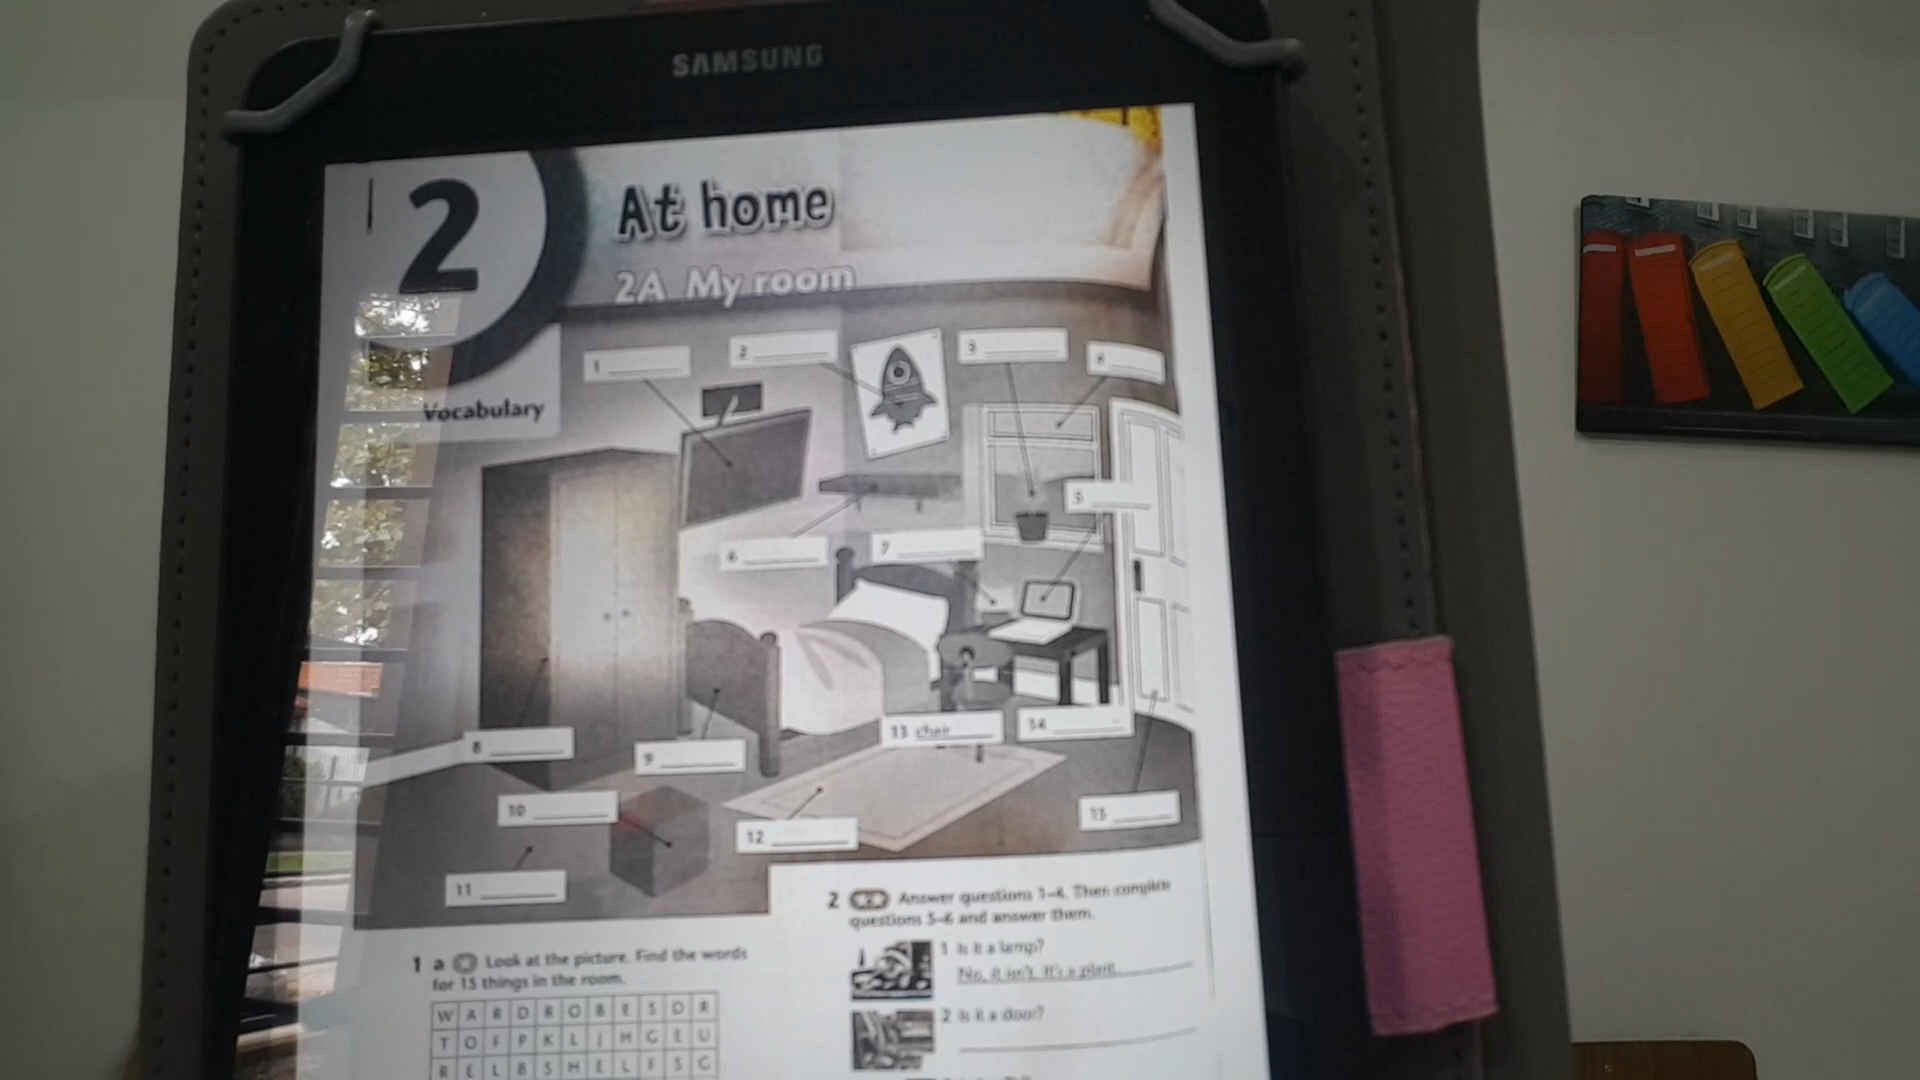 SAMSUNG
2
At home
2A My room
Vocabulary
1
2
3
4
5
6
7
8
9
13 chair
14
10
12
15
11
1 a Look at the picture. Find the words
for 15 things in the room.
W A R D R O B E S D R
T O F P K L J H G E U
R E L B S H E L F S G
2 Answer questions 1–4. Then complete
questions 5–6 and answer them.
1 Is it a lamp?
No, it isn't. It's a plant.
2 Is it a door?